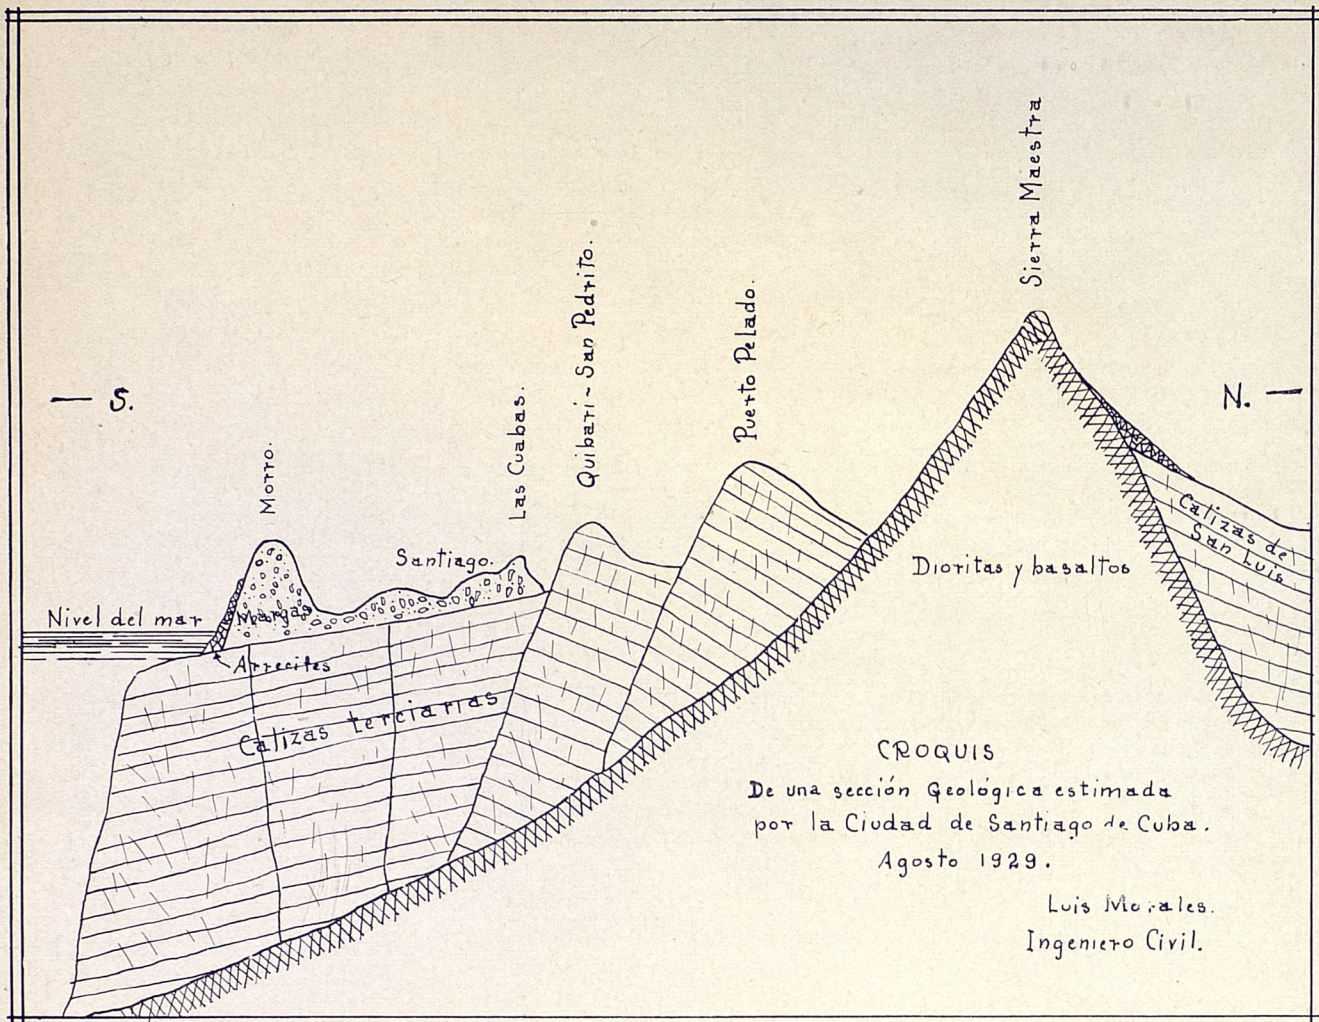 Sierra Maestra
Quibari ~ San Pedrito.
Puerto Pelado.
— S.
N. —
Las Cuabas.
Morro.
Santiago.
Calizas de
San Luis
Dioritas y basaltos
Nivel del mar
Margas
Arrecifes
Calizas terciarias
CROQUIS
De una sección Geológica estimada
por la Ciudad de Santiago de Cuba.
Agosto 1929.
Luis Morales.
Ingeniero Civil.